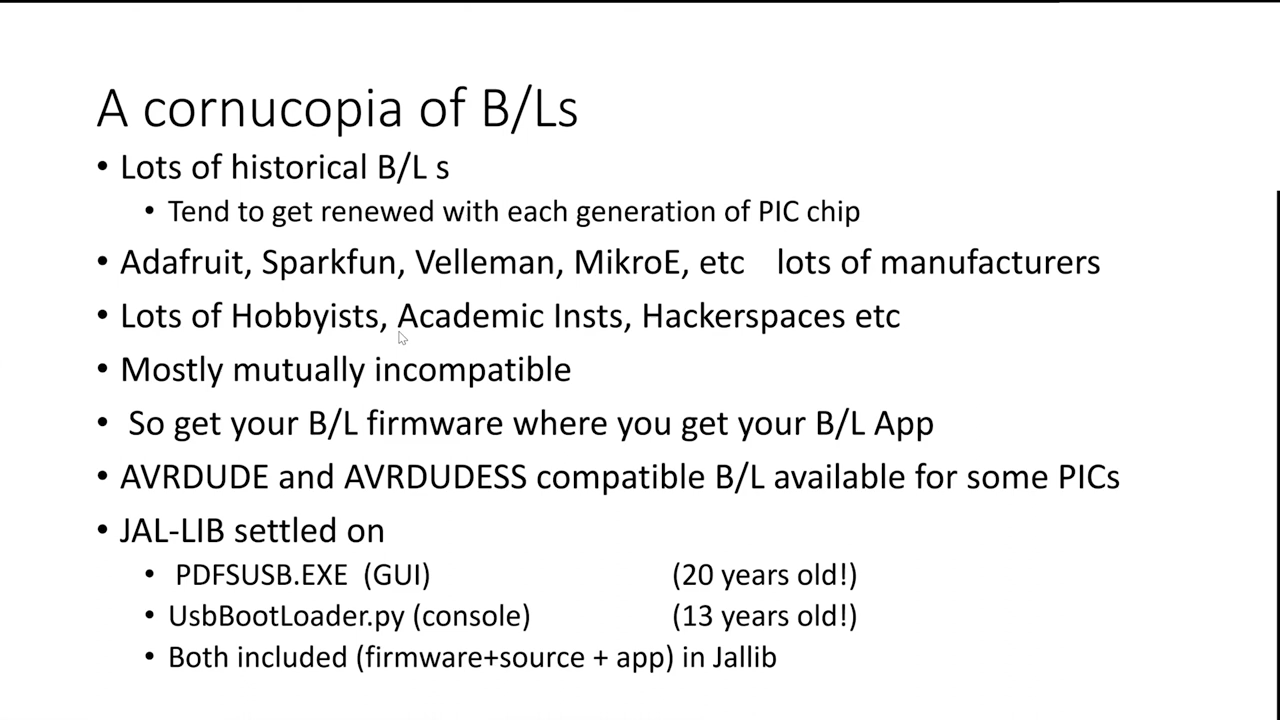 A cornucopia of B/Ls
• Lots of historical B/L s
• Tend to get renewed with each generation of PIC chip
• Adafruit, Sparkfun, Velleman, MikroE, etc lots of manufacturers
• Lots of Hobbyists, Academic Insts, Hackerspaces etc
• Mostly mutually incompatible
• So get your B/L firmware where you get your B/L App
• AVRDUDE and AVRDUDESS compatible B/L available for some PICs
• JAL-LIB settled on
• PDFSUSB.EXE (GUI) (20 years old!)
• UsbBootLoader.py (console) (13 years old!)
• Both included (firmware+source + app) in Jallib